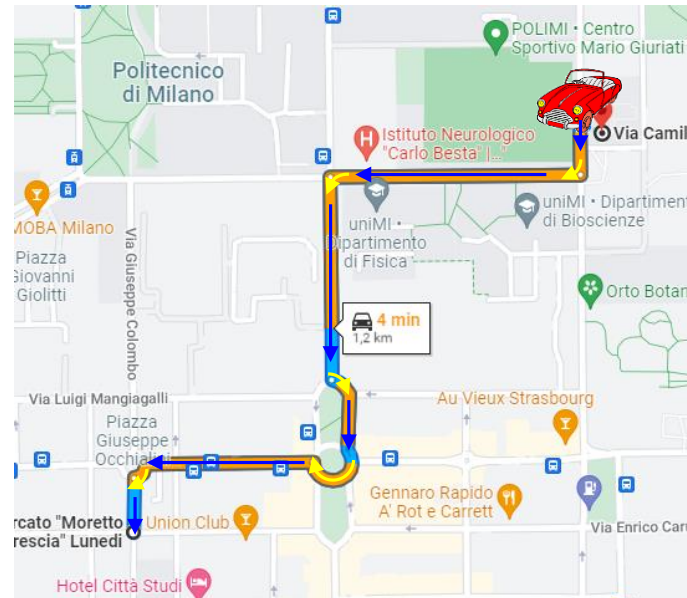 POLIMI • Centro
Sportivo Mario Giuriati
Politecnico
di Milano
Istituto Neurologico
"Carlo Besta" |...
Via Camil
uniMI •
Dipartimento
di Fisica
uniMI • Dipartiment
di Bioscienze
MOBA Milano
Piazza
Giovanni
Giolitti
Via Giuseppe Colombo
Orto Botan
4 min
1,2 km
Via Luigi Mangiagalli
Au Vieux Strasbourg
Piazza
Giuseppe
Occhialini
Gennaro Rapido
A' Rot e Carrett
rcato "Moretto
rescia" Lunedì
Union Club
Via Enrico Caru
Hotel Città Studi